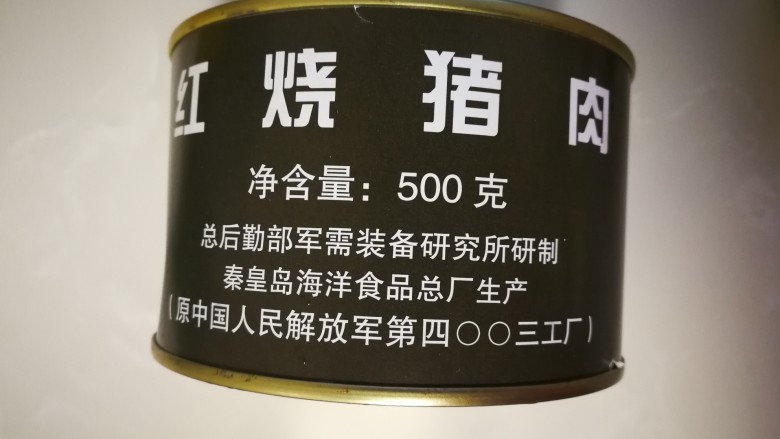 红烧猪肉
净含量：500克
总后勤部军需装备研究所研制
秦皇岛海洋食品总厂生产
（原中国人民解放军第四〇〇三工厂）